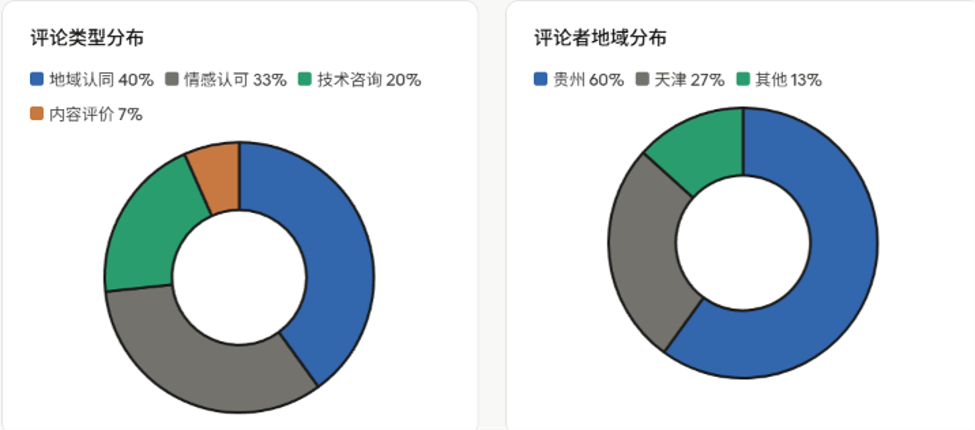 评论类型分布
地域认同 40% 情感认可 33% 技术咨询 20%
内容评价 7%
评论者地域分布
贵州 60% 天津 27% 其他 13%